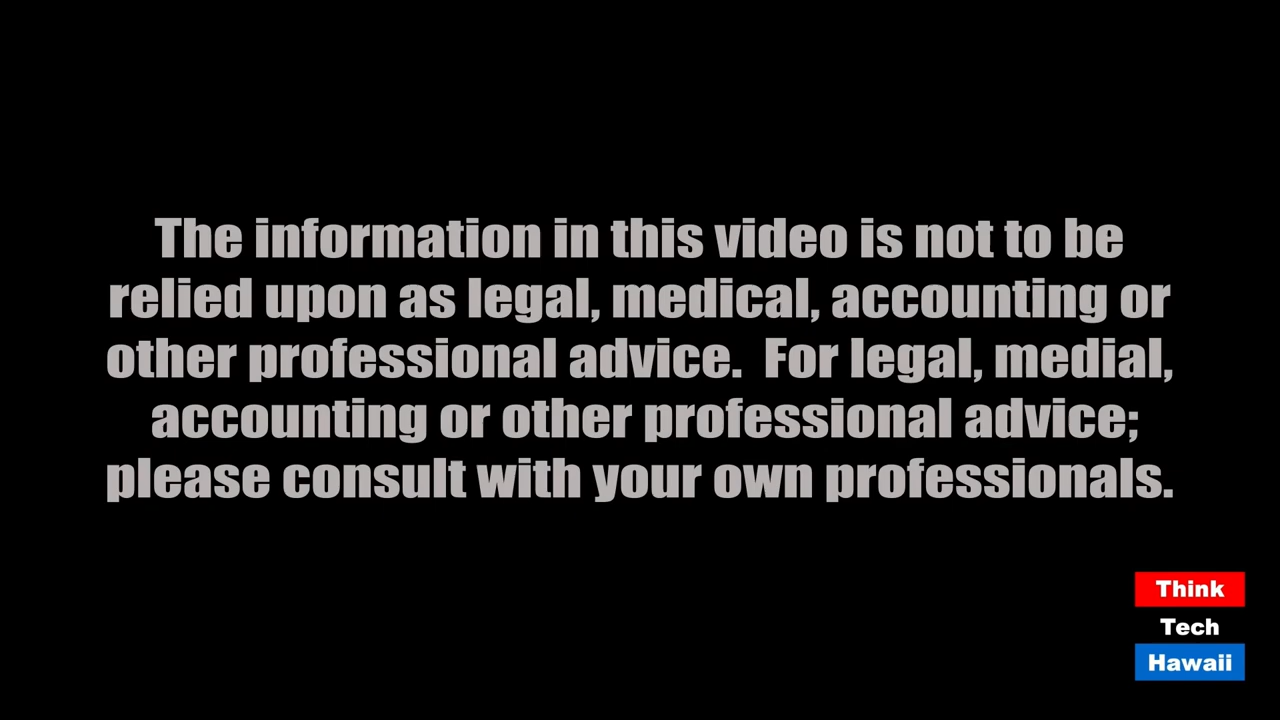 The information in this video is not to be
relied upon as legal, medical, accounting or
other professional advice.  For legal, medial,
accounting or other professional advice;
please consult with your own professionals.
Think
Tech
Hawaii